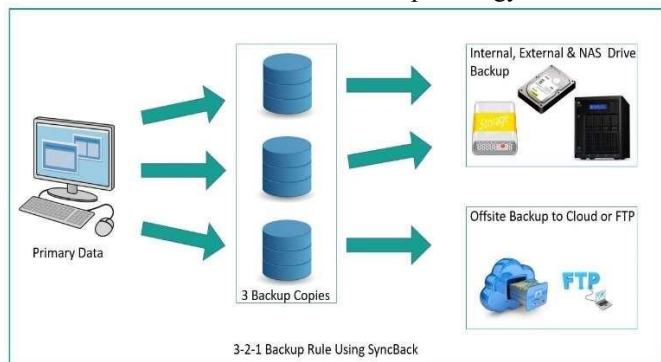 Internal, External & NAS Drive
Backup
Storage
Primary Data
3 Backup Copies
Offsite Backup to Cloud or FTP
FTP
3-2-1 Backup Rule Using SyncBack